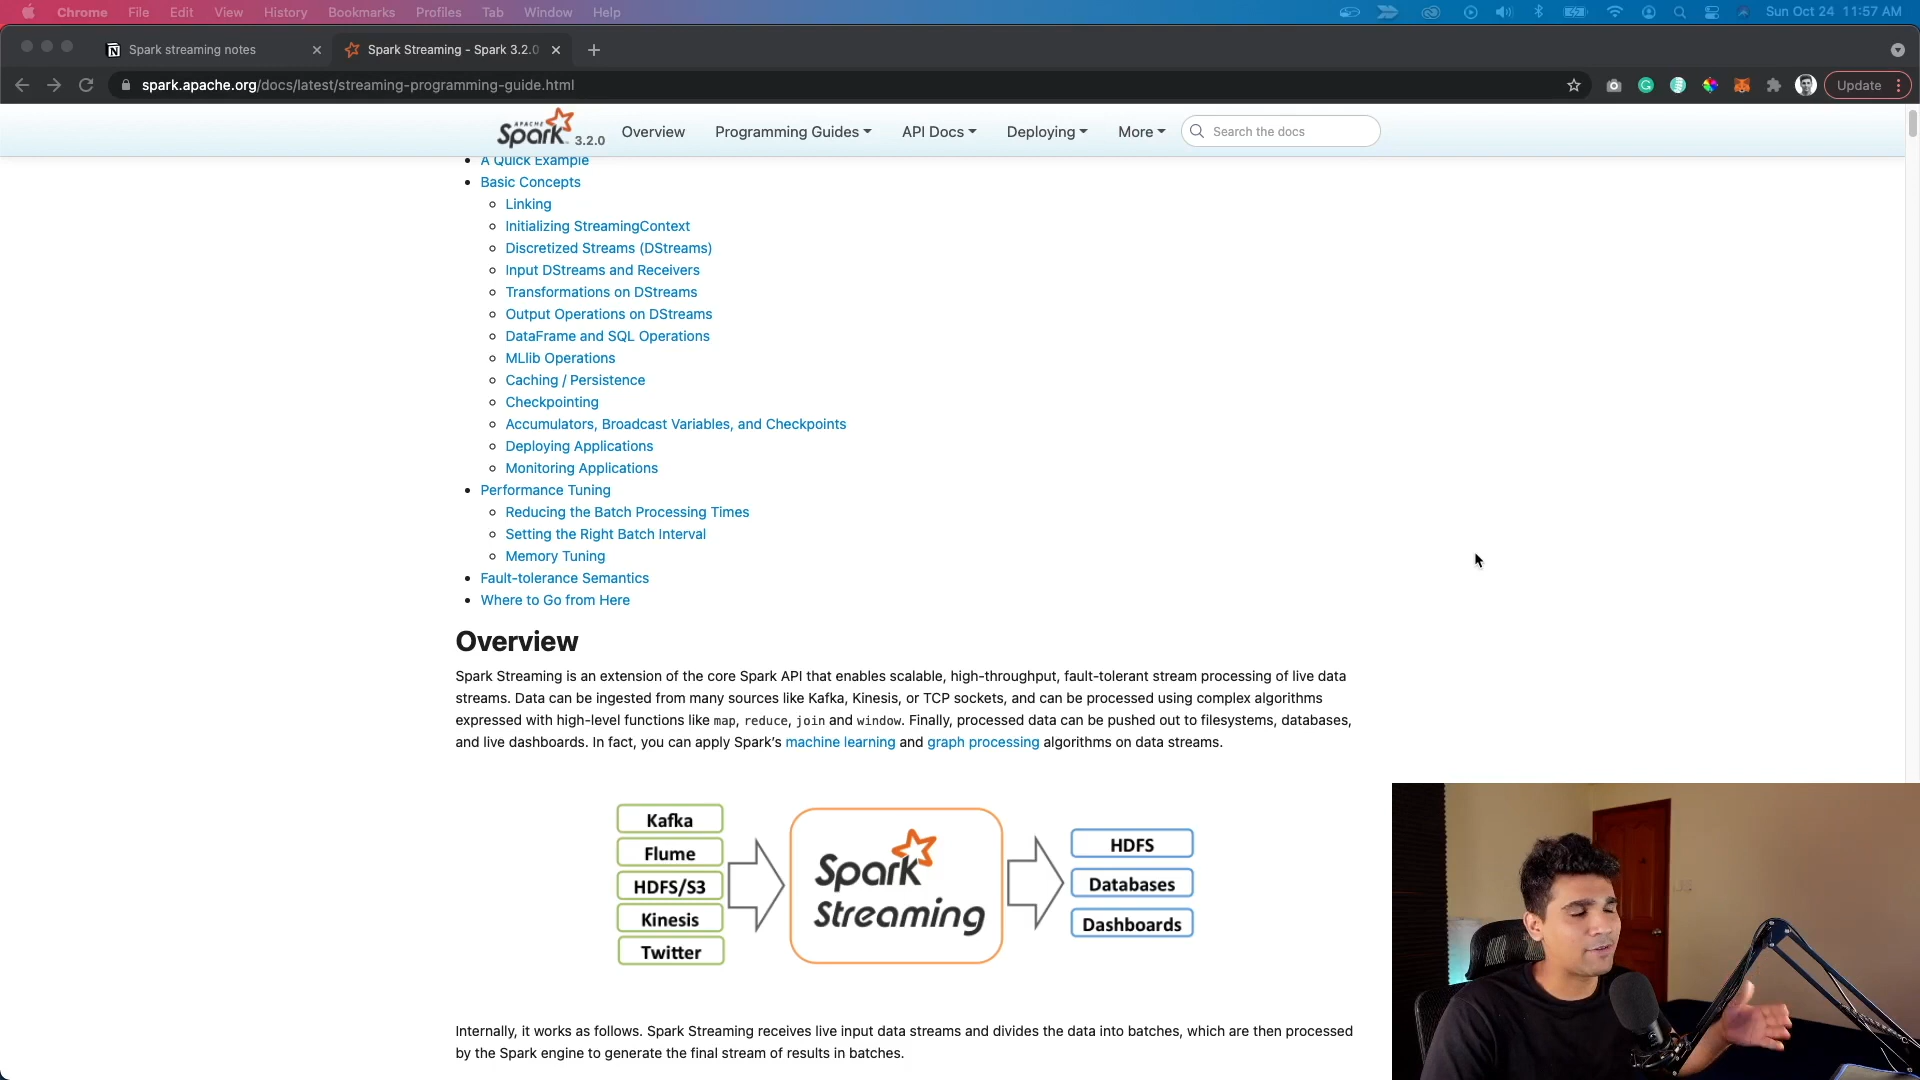 Chrome File Edit View History Bookmarks Profiles Tab Window Help Sun Oct 24 11:57 AM
Spark streaming notes Spark Streaming - Spark 3.2.0
spark.apache.org/docs/latest/streaming-programming-guide.html Update
APACHE Spark 3.2.0 Overview Programming Guides API Docs Deploying More Search the docs
A Quick Example
Basic Concepts
Linking
Initializing StreamingContext
Discretized Streams (DStreams)
Input DStreams and Receivers
Transformations on DStreams
Output Operations on DStreams
DataFrame and SQL Operations
MLlib Operations
Caching / Persistence
Checkpointing
Accumulators, Broadcast Variables, and Checkpoints
Deploying Applications
Monitoring Applications
Performance Tuning
Reducing the Batch Processing Times
Setting the Right Batch Interval
Memory Tuning
Fault-tolerance Semantics
Where to Go from Here
Overview
Spark Streaming is an extension of the core Spark API that enables scalable, high-throughput, fault-tolerant stream processing of live data
streams. Data can be ingested from many sources like Kafka, Kinesis, or TCP sockets, and can be processed using complex algorithms
expressed with high-level functions like map, reduce, join and window. Finally, processed data can be pushed out to filesystems, databases,
and live dashboards. In fact, you can apply Spark's machine learning and graph processing algorithms on data streams.
Kafka
Flume
HDFS/S3
Kinesis
Twitter
Spark
Streaming
HDFS
Databases
Dashboards
Internally, it works as follows. Spark Streaming receives live input data streams and divides the data into batches, which are then processed
by the Spark engine to generate the final stream of results in batches.